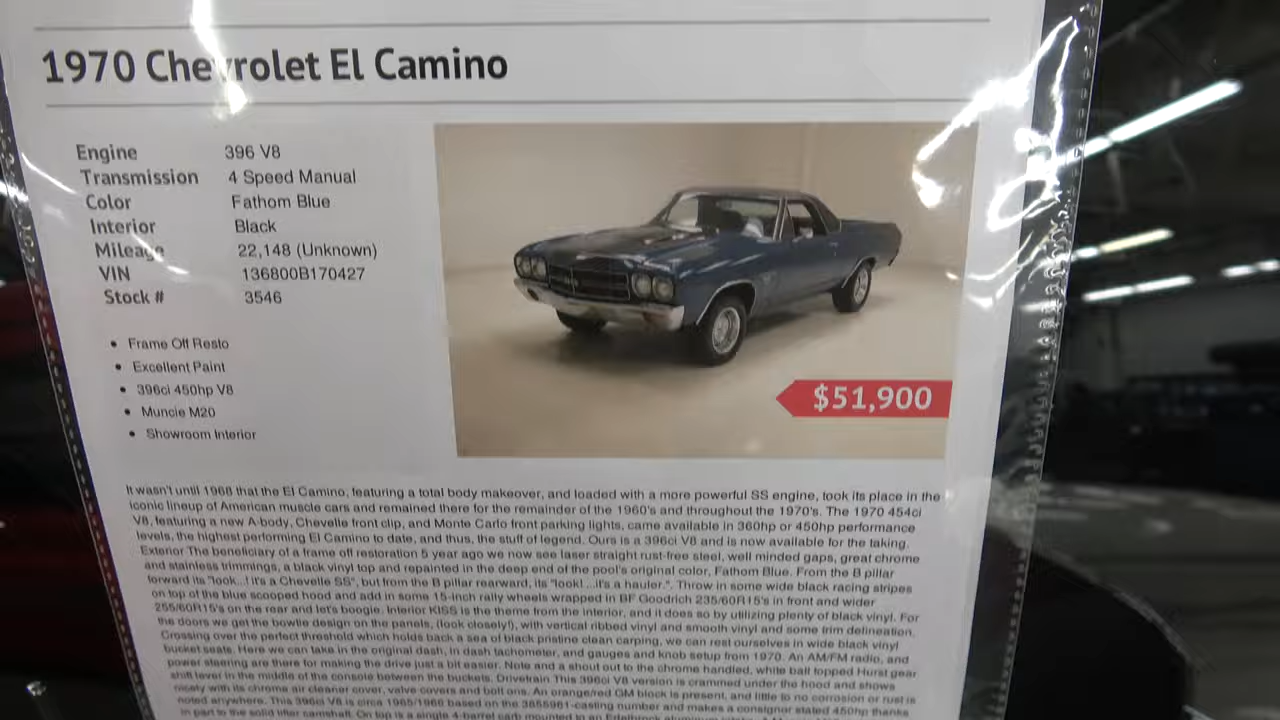 1970 Chevrolet El Camino
Engine 396 V8
Transmission 4 Speed Manual
Color Fathom Blue
Interior Black
Mileage 22,148 (Unknown)
VIN 136800B170427
Stock # 3546
• Frame Off Resto
• Excellent Paint
• 396ci 450hp V8
• Muncie M20
• Showroom Interior
$51,900
It wasn't until 1968 that the El Camino, featuring a total body makeover, and loaded with a more powerful SS engine, took its place in the
iconic lineup of American muscle cars and remained there for the remainder of the 1960's and throughout the 1970's. The 1970 454ci
V8, featuring a new A-body, Chevelle front clip, and Monte Carlo front parking lights, came available in 360hp or 450hp performance
levels, the highest performing El Camino to date, and thus, the stuff of legend. Ours is a 396ci V8 and is now available for the taking.
Exterior The beneficiary of a frame off restoration 5 year ago we now see laser straight rust-free steel, well minded gaps, great chrome
and stainless trimmings, a black vinyl top and repainted in the deep end of the pool's original color, Fathom Blue. From the B pillar
forward its "look...! it's a Chevelle SS", but from the B pillar rearward, its "look! ...it's a hauler.". Throw in some wide black racing stripes
on top of the blue scooped hood and add in some 15-inch rally wheels wrapped in BF Goodrich 235/60R15's in front and wider
255/60R15's on the rear and let's boogie. Interior KISS is the theme from the interior, and it does so by utilizing plenty of black vinyl. For
the doors we get the bowtie design on the panels, (look closely!), with vertical ribbed vinyl and smooth vinyl and some trim delineation.
Crossing over the perfect threshold which holds back a sea of black pristine clean carping, we can rest ourselves in wide black vinyl
bucket seats. Here we can take in the original dash, in dash tachometer, and gauges and knob setup from 1970. An AM/FM radio, and
power steering are there for making the drive just a bit easier. Note and a shout out to the chrome handled, white ball topped Hurst gear
shift lever in the middle of the console between the buckets. Drivetrain This 396ci V8 version is crammed under the hood and shows
nicely with its chrome air cleaner cover, valve covers and bolt ons. An orange/red GM block is present, and little to no corrosion or rust is
noted anywhere. This 396ci V8 is circa 1965/1966 based on the 3855961-casting number and makes a consignor stated 450hp thanks
in part to the solid lifter camshaft. On top is a single 4-barrel carb mounted to an Edelbrock aluminum